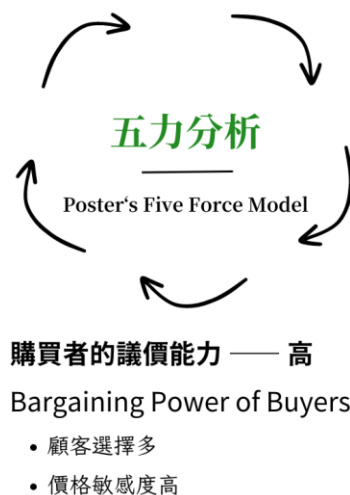 五力分析
Poster‘s Five Force Model
購買者的議價能力 —— 高
Bargaining Power of Buyers
• 顧客選擇多
• 價格敏感度高